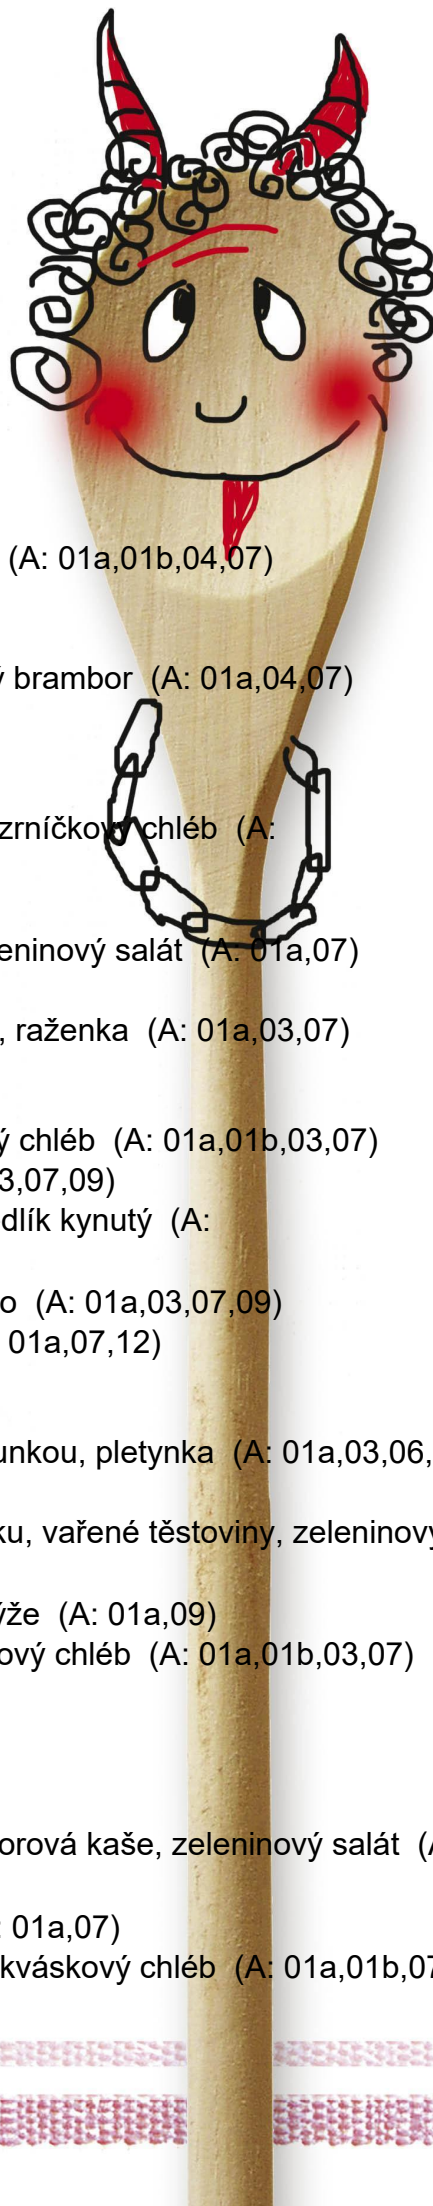 (A: 01a,01b,04,07)
ý brambor (A: 01a,04,07)
zrníčkový chléb (A:
eninový salát (A: 01a,07)
, raženka (A: 01a,03,07)
ý chléb (A: 01a,01b,03,07)
3,07,09)
dlík kynutý (A:
o (A: 01a,03,07,09)
01a,07,12)
unkou, pletynka (A: 01a,03,06,
ku, vařené těstoviny, zeleninový
ýže (A: 01a,09)
ový chléb (A: 01a,01b,03,07)
orová kaše, zeleninový salát (A
: 01a,07)
kváskový chléb (A: 01a,01b,07